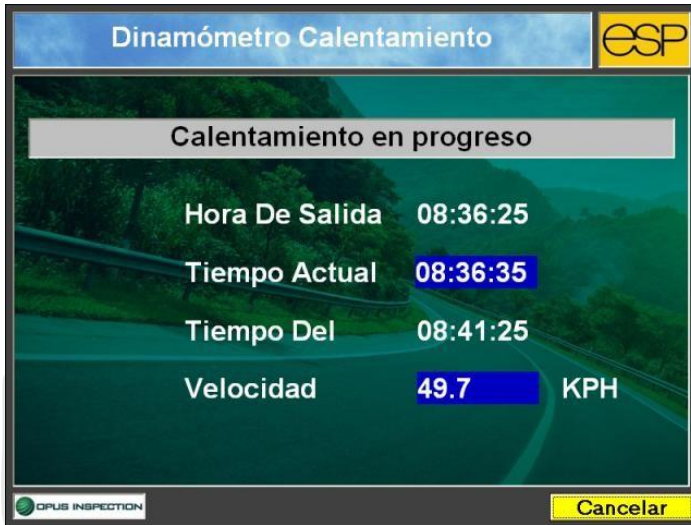 Dinamómetro Calentamiento
esp
Calentamiento en progreso
Hora De Salida 08:36:25
Tiempo Actual 08:36:35
Tiempo Del 08:41:25
Velocidad 49.7 KPH
OPUS INSPECTION
Cancelar